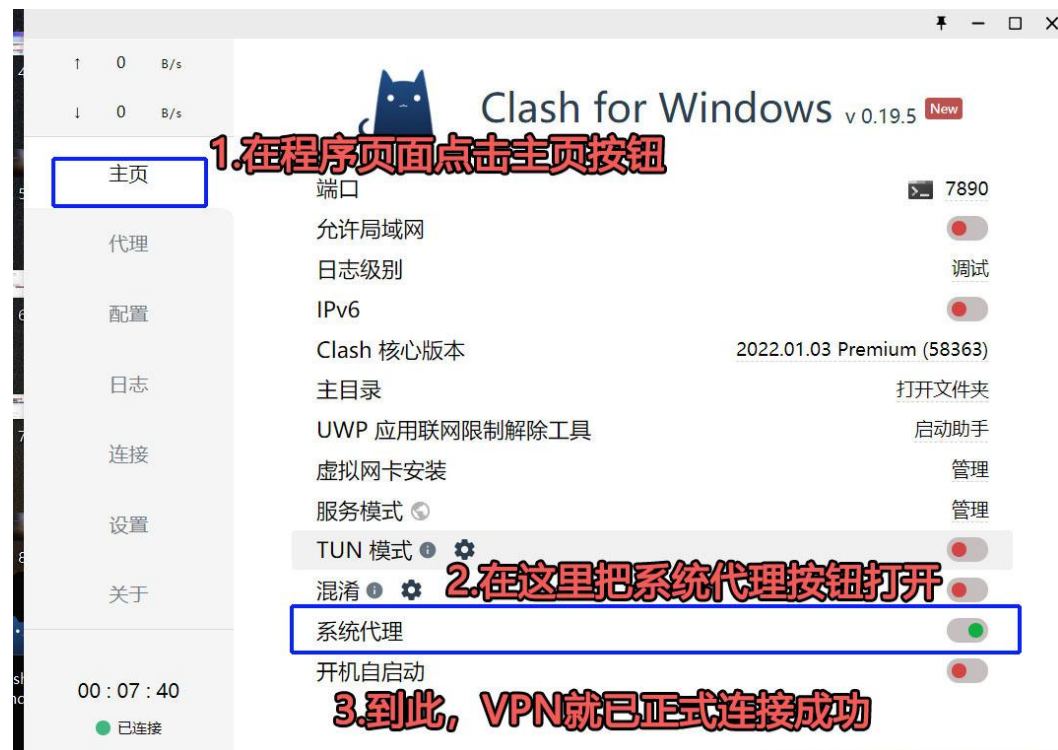 ↑ 0 B/s
↓ 0 B/s
Clash for Windows v 0.19.5 New
1.在程序页面点击主页按钮
主页
代理
配置
日志
连接
设置
关于
00 : 07 : 40
已连接
端口 7890
允许局域网
日志级别 调试
IPv6
Clash 核心版本 2022.01.03 Premium (58363)
主目录 打开文件夹
UWP 应用联网限制解除工具 启动助手
虚拟网卡安装 管理
服务模式 管理
TUN 模式
2.在这里把系统代理按钮打开
混淆
系统代理
开机自启动
3.到此，VPN就已正式连接成功